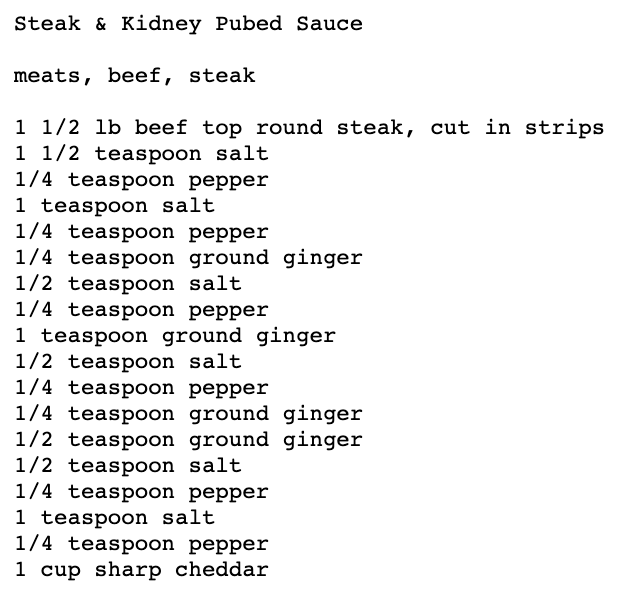 Steak & Kidney Pubed Sauce
meats, beef, steak
1 1/2 lb beef top round steak, cut in strips
1 1/2 teaspoon salt
1/4 teaspoon pepper
1 teaspoon salt
1/4 teaspoon pepper
1/4 teaspoon ground ginger
1/2 teaspoon salt
1/4 teaspoon pepper
1 teaspoon ground ginger
1/2 teaspoon salt
1/4 teaspoon pepper
1/4 teaspoon ground ginger
1/2 teaspoon ground ginger
1/2 teaspoon salt
1/4 teaspoon pepper
1 teaspoon salt
1/4 teaspoon pepper
1 cup sharp cheddar